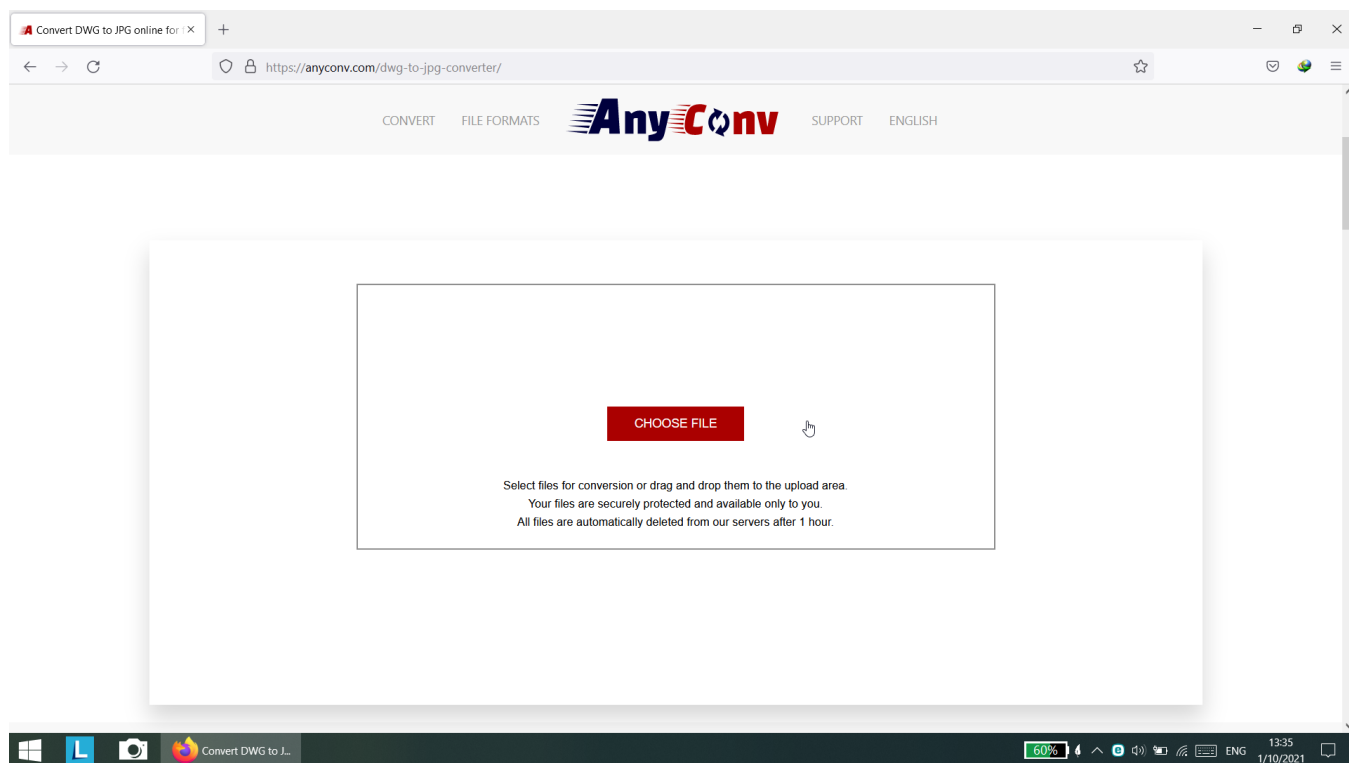 Convert DWG to JPG online for f
https://anyconv.com/dwg-to-jpg-converter/
CONVERT FILE FORMATS AnyConv SUPPORT ENGLISH
CHOOSE FILE
Select files for conversion or drag and drop them to the upload area.
Your files are securely protected and available only to you.
All files are automatically deleted from our servers after 1 hour.
L Convert DWG to J... 60% ENG 13:35
1/10/2021